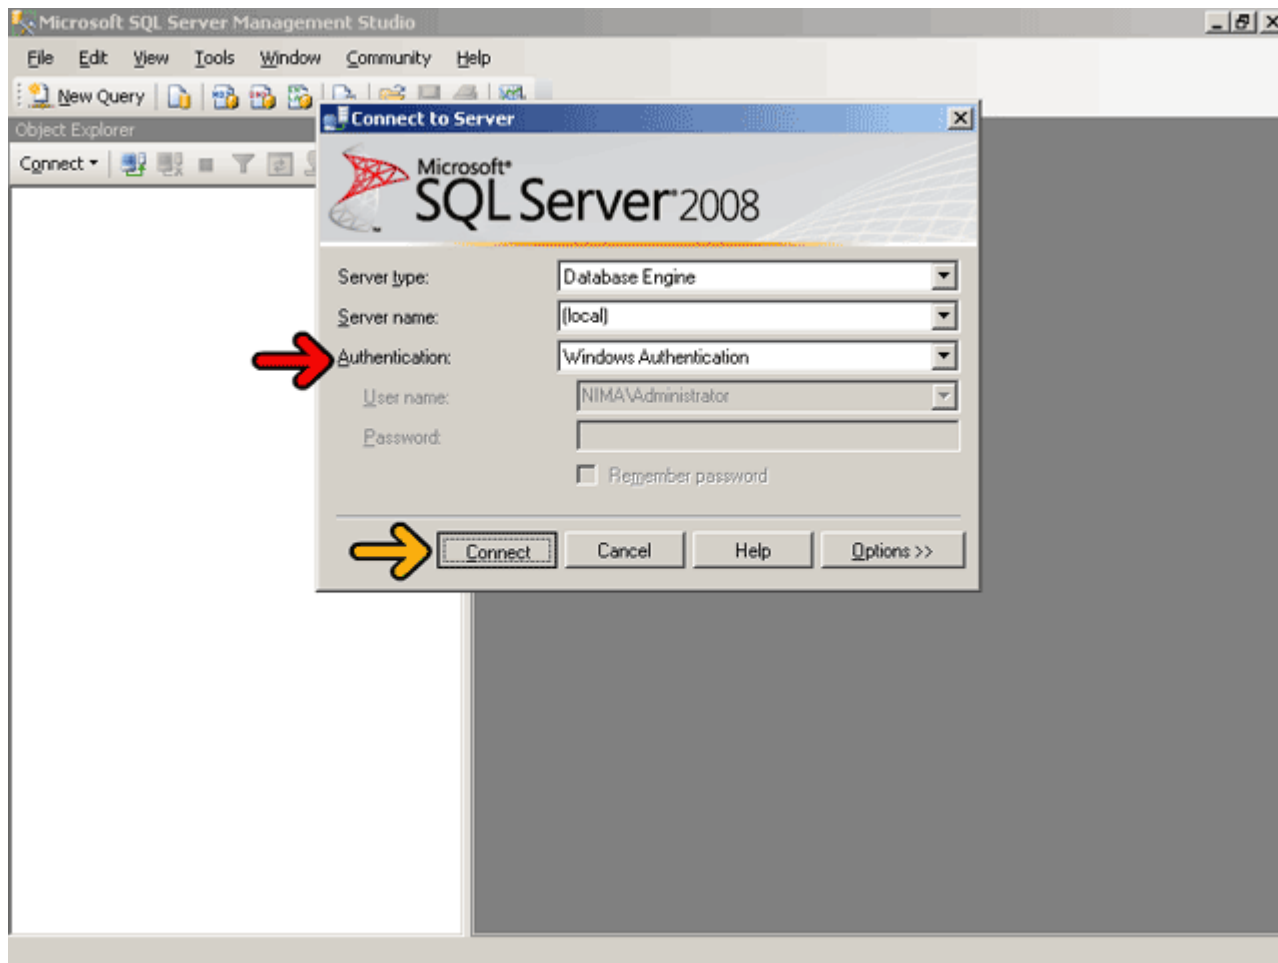 Microsoft SQL Server Management Studio
File Edit View Tools Window Community Help
New Query
Object Explorer
Connect
Connect to Server
Microsoft®
SQL Server® 2008
Server type: Database Engine
Server name: (local)
Authentication: Windows Authentication
User name: NIMA\Administrator
Password:
Remember password
Connect Cancel Help Options >>